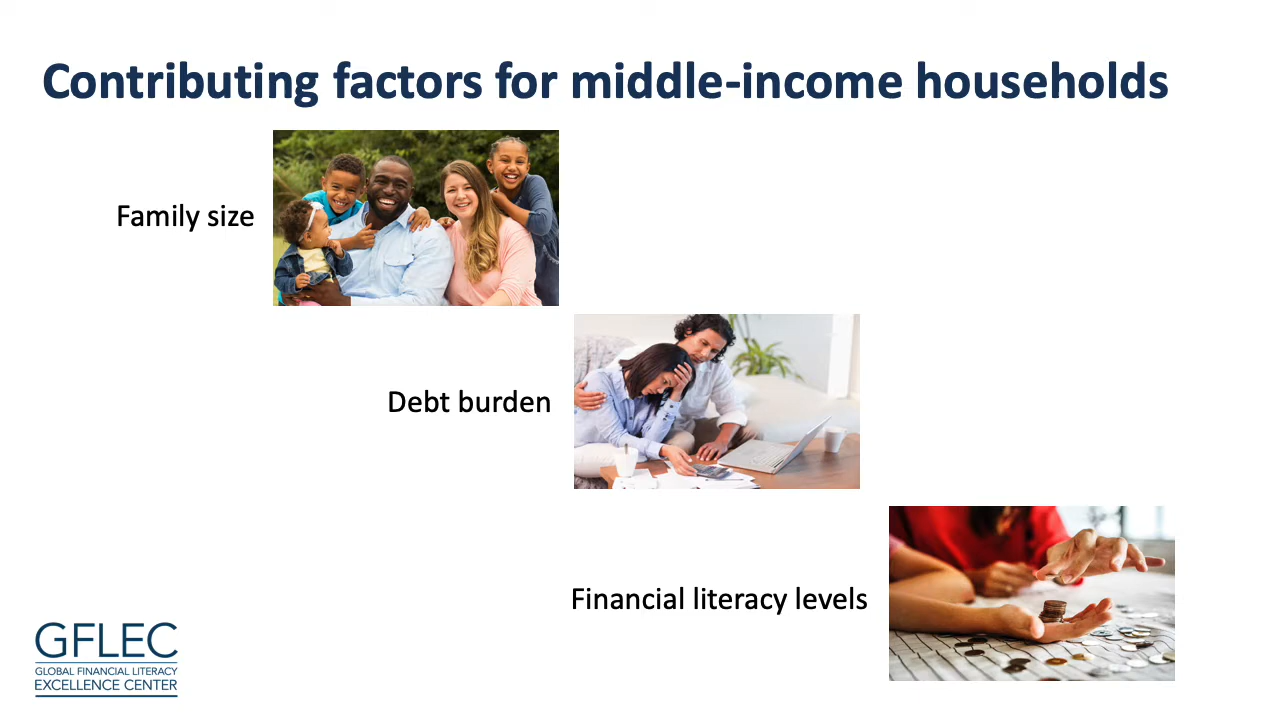 Contributing factors for middle-income households
Family size
Debt burden
Financial literacy levels
GFLEC
GLOBAL FINANCIAL LITERACY
EXCELLENCE CENTER